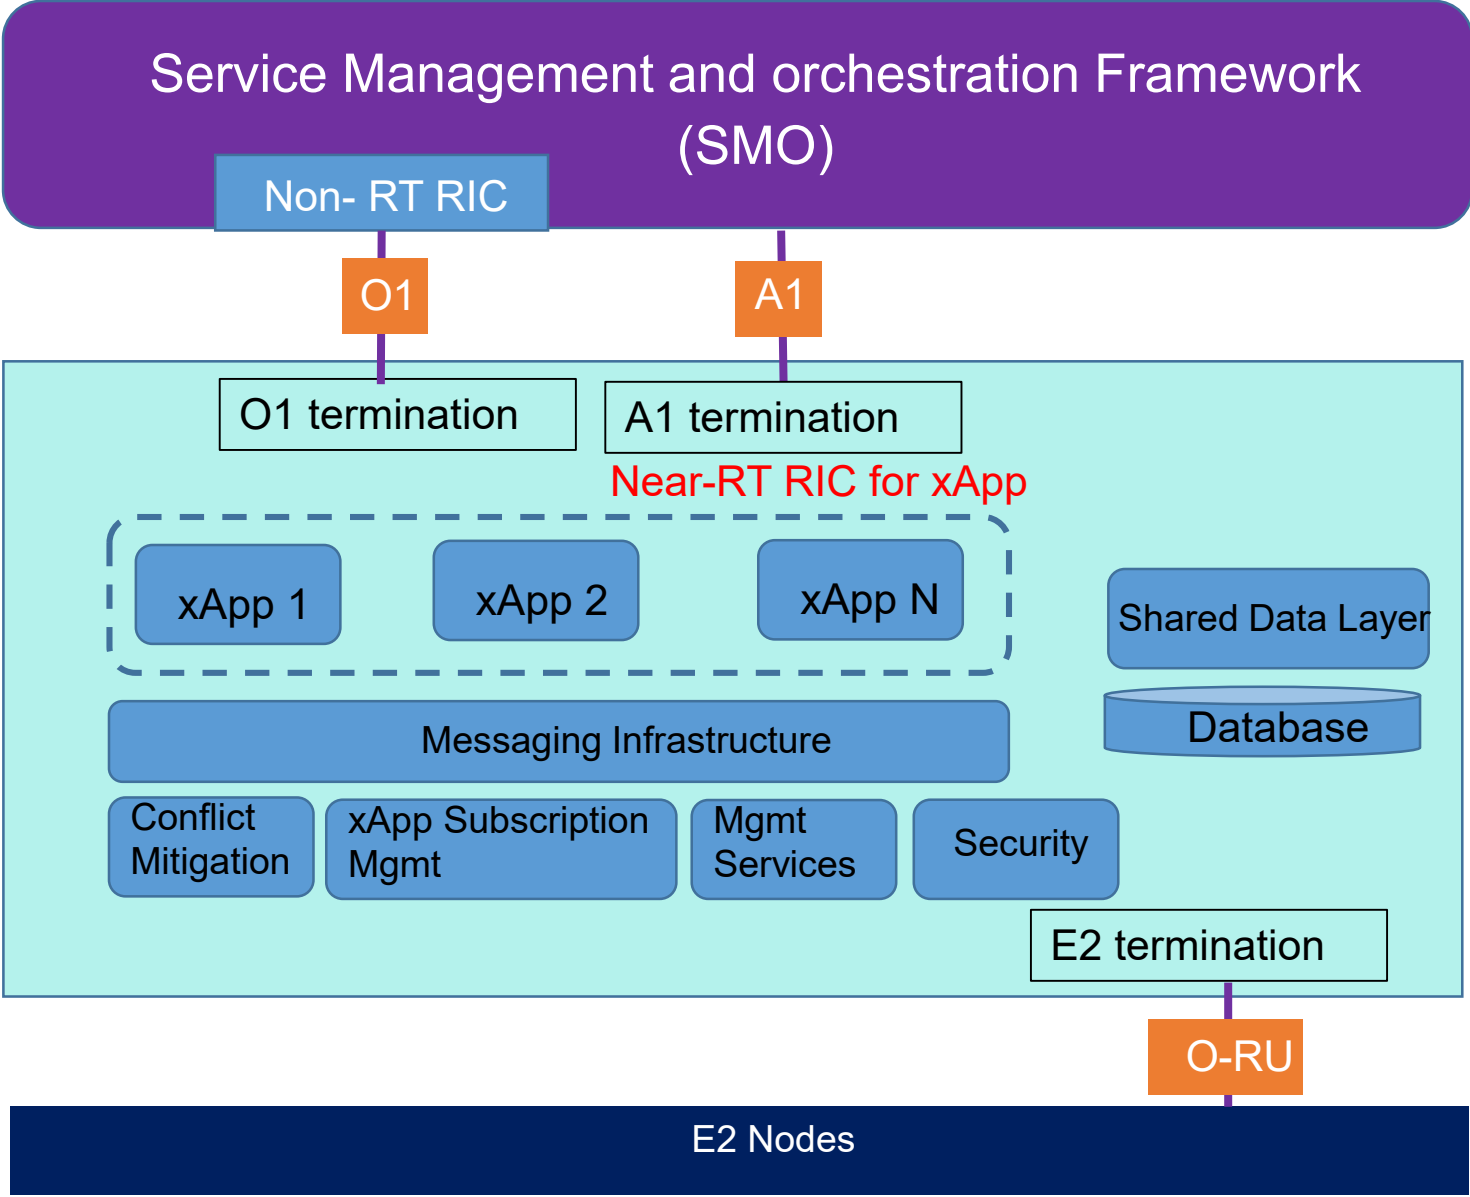 Service Management and orchestration Framework
(SMO)
Non- RT RIC
O1
A1
O1 termination
A1 termination
Near-RT RIC for xApp
xApp 1
xApp 2
xApp N
Shared Data Layer
Database
Messaging Infrastructure
Conflict
Mitigation
xApp Subscription
Mgmt
Mgmt
Services
Security
E2 termination
O-RU
E2 Nodes